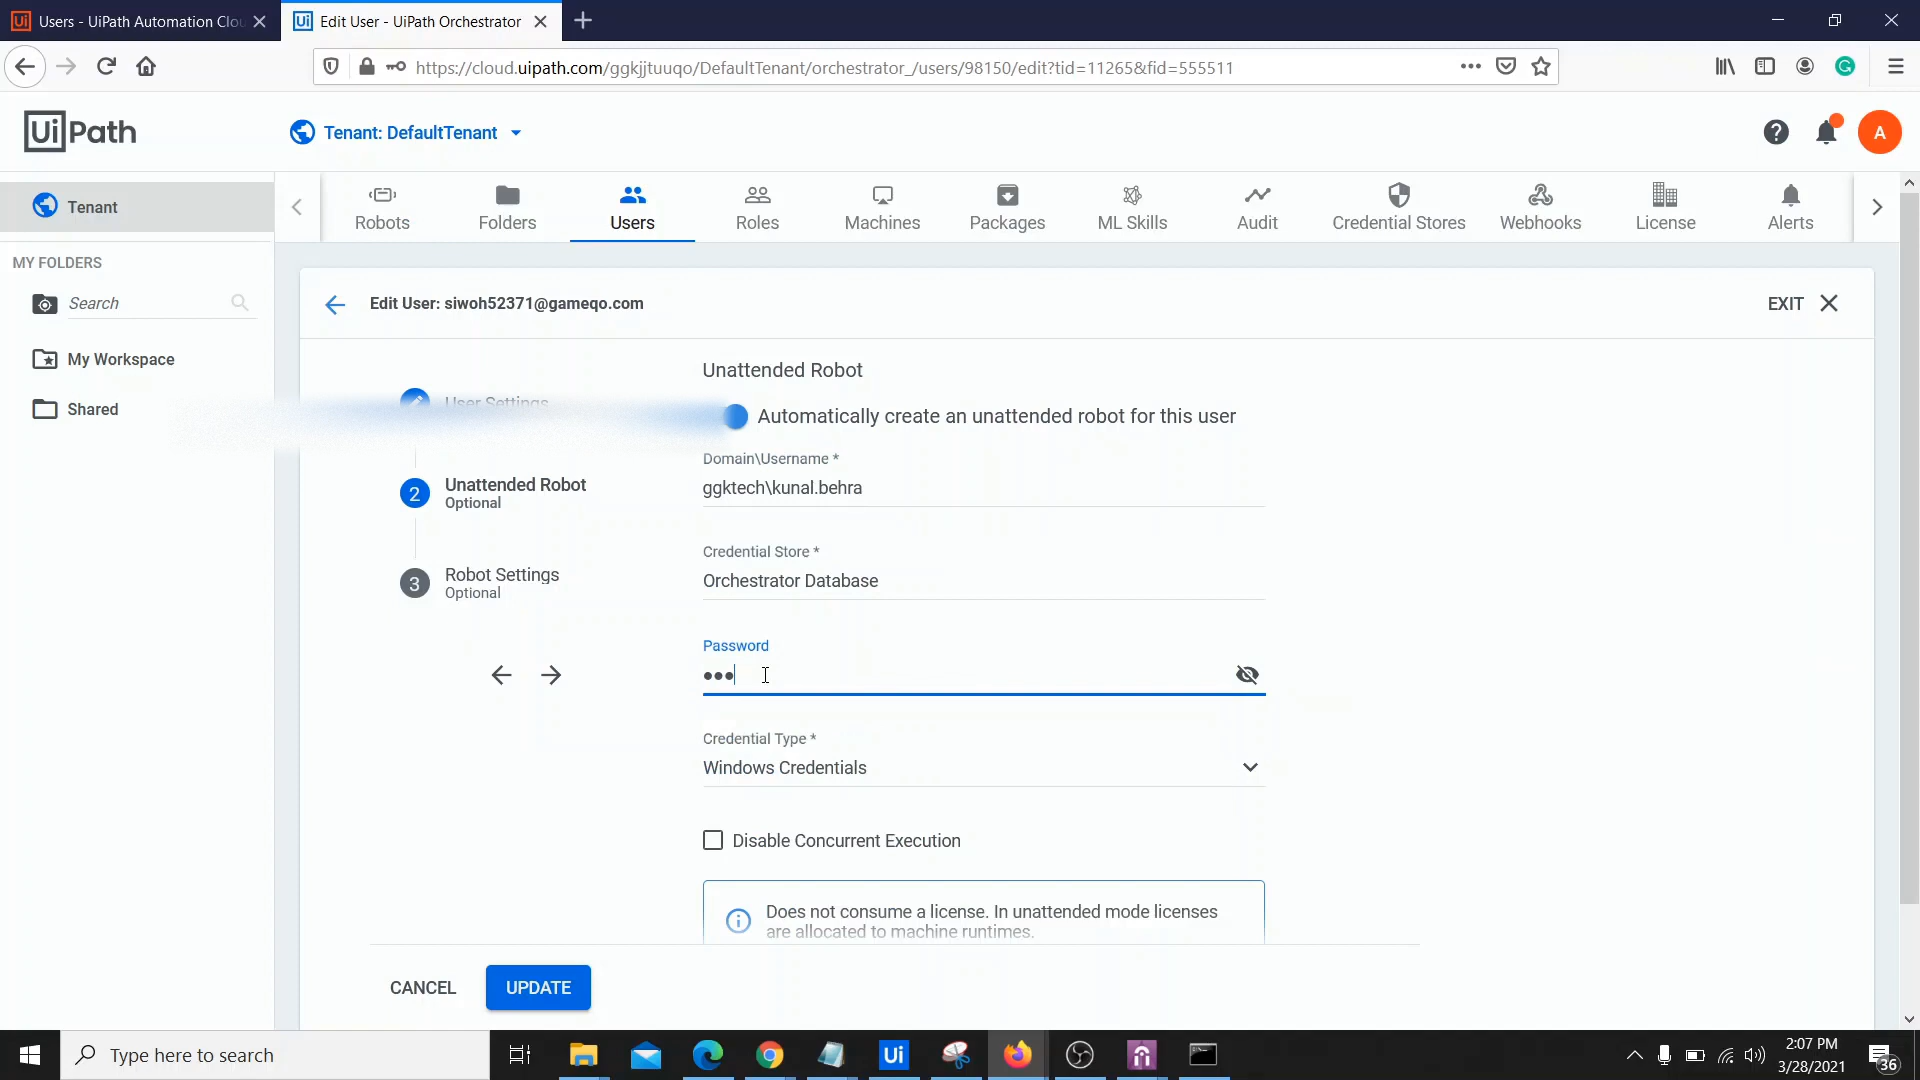 Users - UiPath Automation Clou
Edit User - UiPath Orchestrator
https://cloud.uipath.com/ggkjjtuuqo/DefaultTenant/orchestrator_/users/98150/edit?tid=11265&fid=555511
UiPath
Tenant: DefaultTenant
A
Tenant
Robots
Folders
Users
Roles
Machines
Packages
ML Skills
Audit
Credential Stores
Webhooks
License
Alerts
MY FOLDERS
Search
My Workspace
Shared
Edit User: siwoh52371@gameqo.com
EXIT
User Settings
2
Unattended Robot
Optional
3
Robot Settings
Optional
Unattended Robot
Automatically create an unattended robot for this user
Domain\Username *
ggktech\kunal.behra
Credential Store *
Orchestrator Database
Password
Credential Type *
Windows Credentials
Disable Concurrent Execution
Does not consume a license. In unattended mode licenses
are allocated to machine runtimes.
CANCEL
UPDATE
Type here to search
Ui
2:07 PM
3/28/2021
36